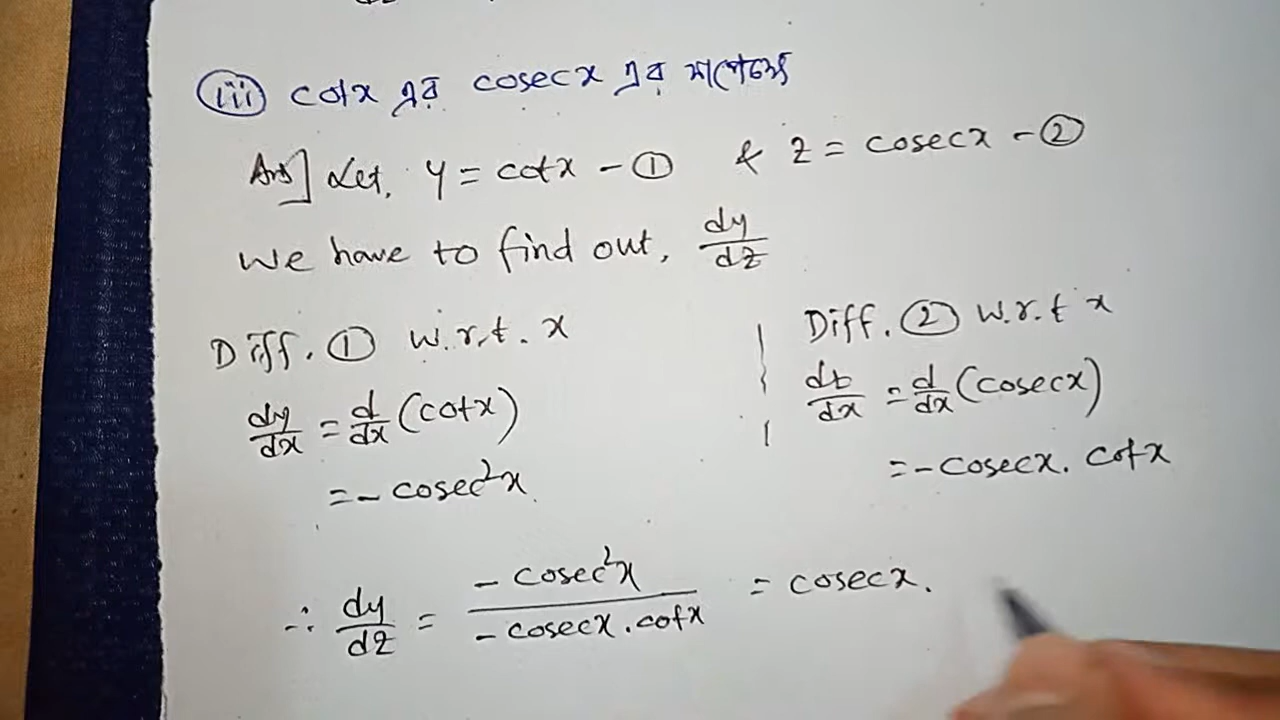 (iii) cotx এর cosecx এর সাপেক্ষে
Ans] Let, y = cotx - ① & z = cosecx - ②
We have to find out, dy/dz
Diff. ① w.r.t. x
dy/dx = d/dx (cotx)
= - cosec²x
Diff. ② w.r.t x
dz/dx = d/dx (cosecx)
= - cosecx. cotx
∴ dy/dz = - cosec²x / - cosecx . cotx = cosecx.